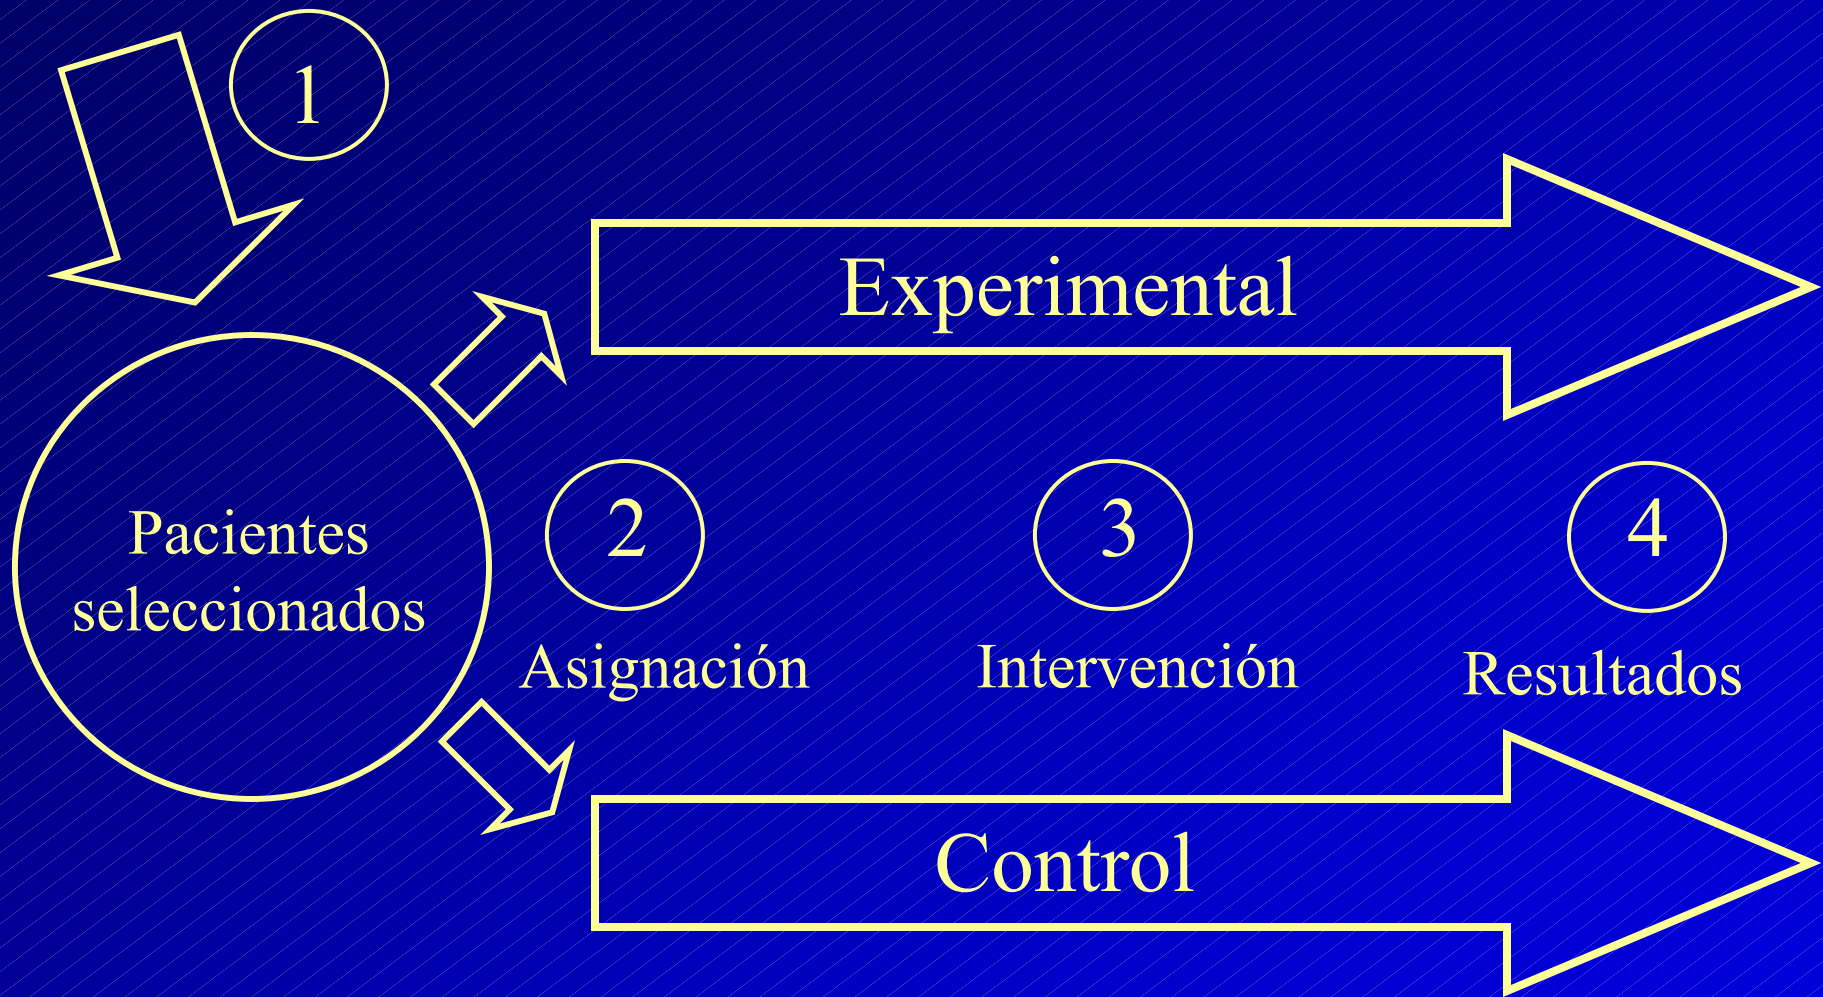 1
Experimental
Pacientes
seleccionados
2
3
4
Asignación
Intervención
Resultados
Control